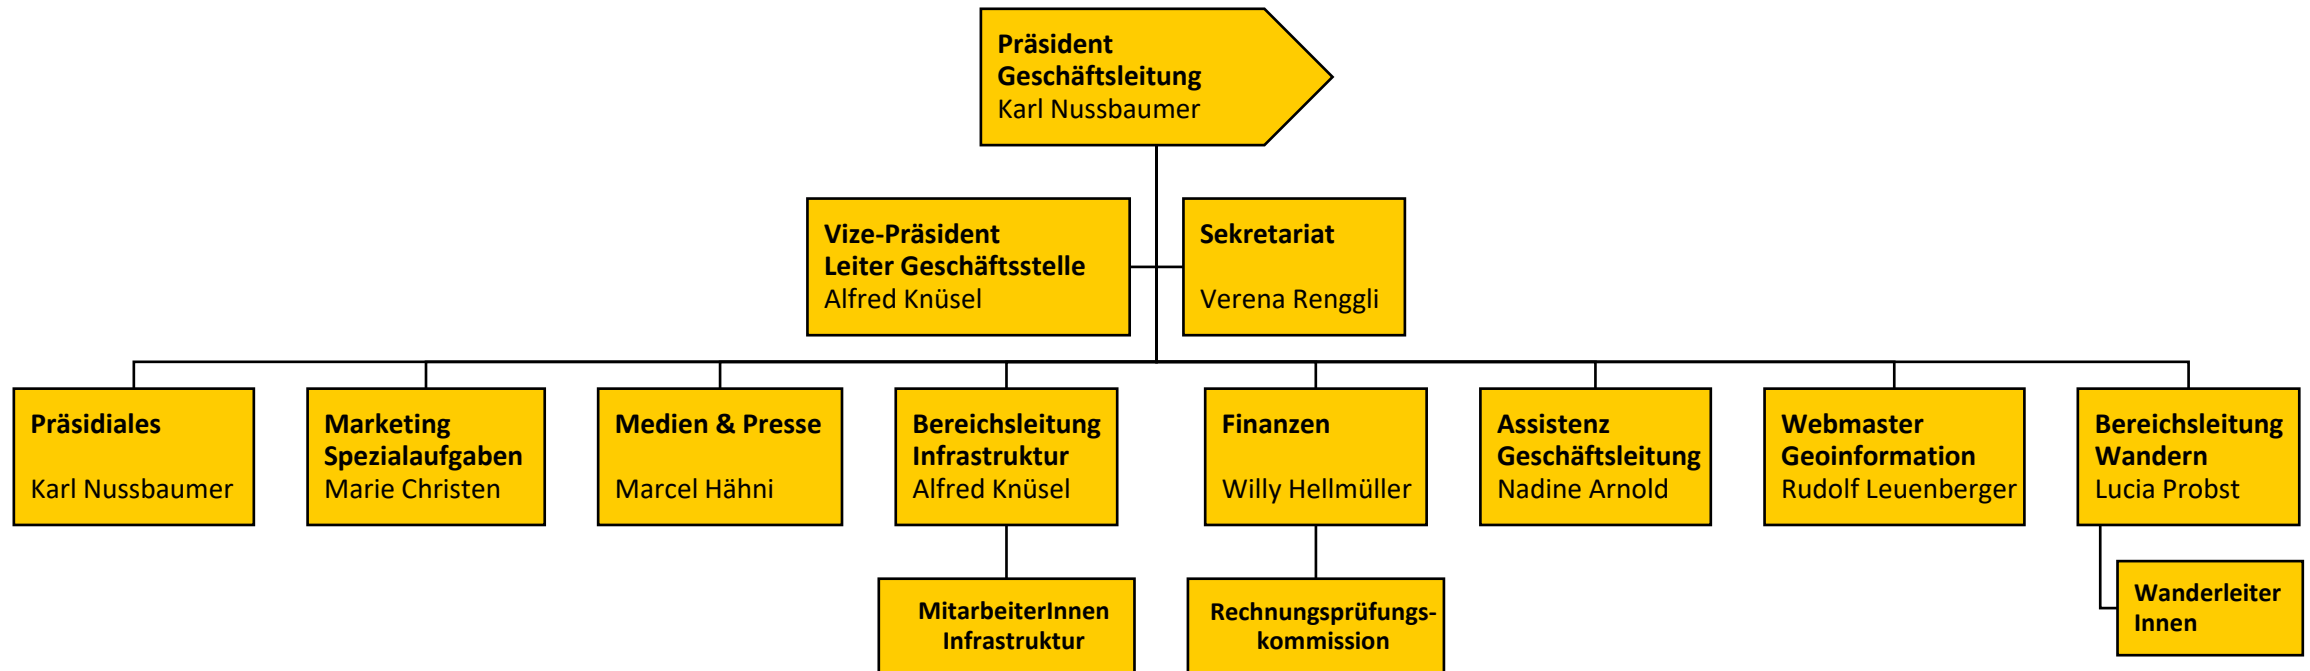 Präsident
Geschäftsleitung
Karl Nussbaumer
Vize-Präsident
Leiter Geschäftsstelle
Alfred Knüsel
Sekretariat
Verena Renggli
Präsidiales
Karl Nussbaumer
Marketing
Spezialaufgaben
Marie Christen
Medien & Presse
Marcel Hähni
Bereichsleitung
Infrastruktur
Alfred Knüsel
Finanzen
Willy Hellmüller
Assistenz
Geschäftsleitung
Nadine Arnold
Webmaster
Geoinformation
Rudolf Leuenberger
Bereichsleitung
Wandern
Lucia Probst
MitarbeiterInnen
Infrastruktur
Rechnungsprüfungs-
kommission
Wanderleiter
Innen